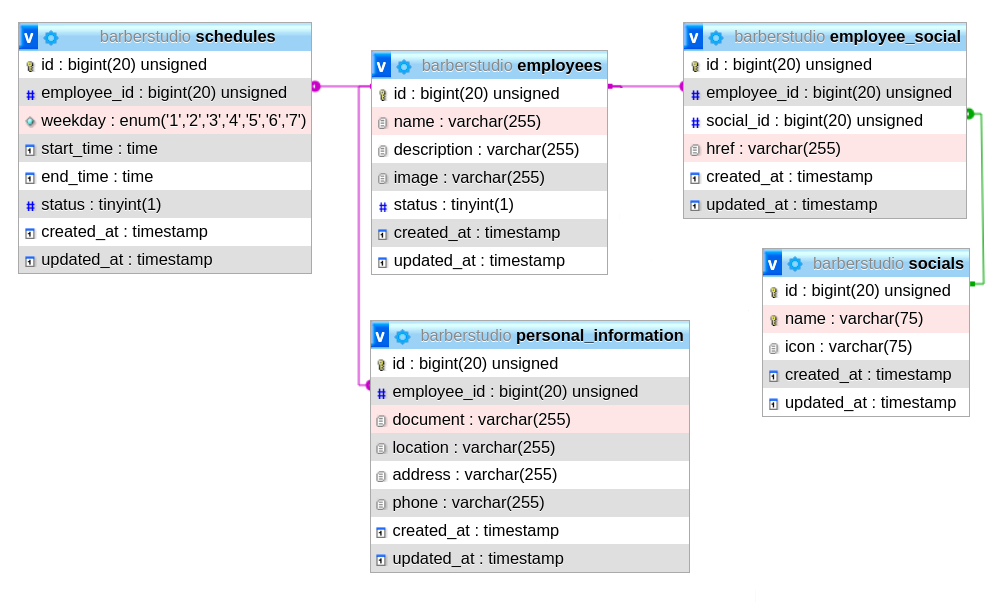 v barberstudio schedules
id : bigint(20) unsigned
# employee_id : bigint(20) unsigned
weekday : enum('1','2','3','4','5','6','7')
start_time : time
end_time : time
# status : tinyint(1)
created_at : timestamp
updated_at : timestamp
v barberstudio employees
id : bigint(20) unsigned
name : varchar(255)
description : varchar(255)
image : varchar(255)
# status : tinyint(1)
created_at : timestamp
updated_at : timestamp
v barberstudio employee_social
id : bigint(20) unsigned
# employee_id : bigint(20) unsigned
# social_id : bigint(20) unsigned
href : varchar(255)
created_at : timestamp
updated_at : timestamp
v barberstudio socials
id : bigint(20) unsigned
name : varchar(75)
icon : varchar(75)
created_at : timestamp
updated_at : timestamp
v barberstudio personal_information
id : bigint(20) unsigned
# employee_id : bigint(20) unsigned
document : varchar(255)
location : varchar(255)
address : varchar(255)
phone : varchar(255)
created_at : timestamp
updated_at : timestamp